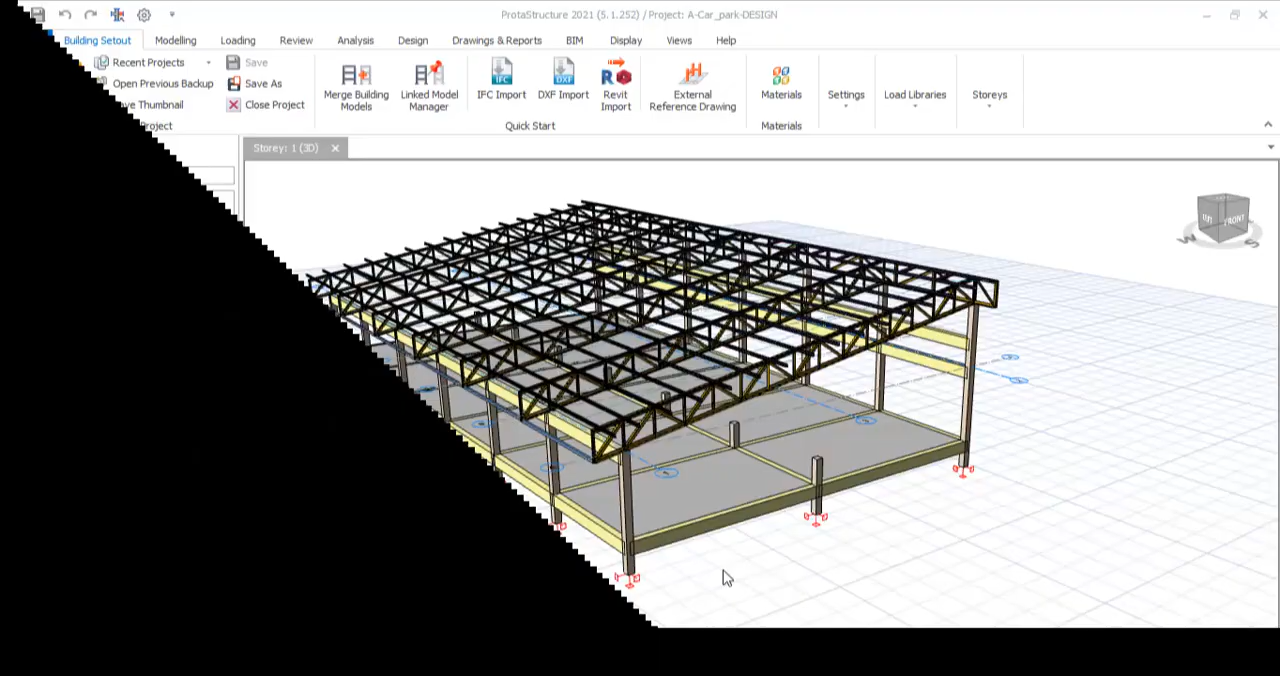 ProtaStructure 2021 (5.1.252) / Project: A-Car_park-DESIGN
Building Setout Modelling Loading Review Analysis Design Drawings & Reports BIM Display Views Help
Recent Projects
Open Previous Backup
Save
Save As
Close Project
Merge Building
Models
Linked Model
Manager
IFC
IFC Import
DXF
DXF Import
Revit
Import
External
Reference Drawing
Quick Start
Materials
Materials
Settings
Load Libraries
Storeys
Storey: 1 (3D)
FRONT
W
S